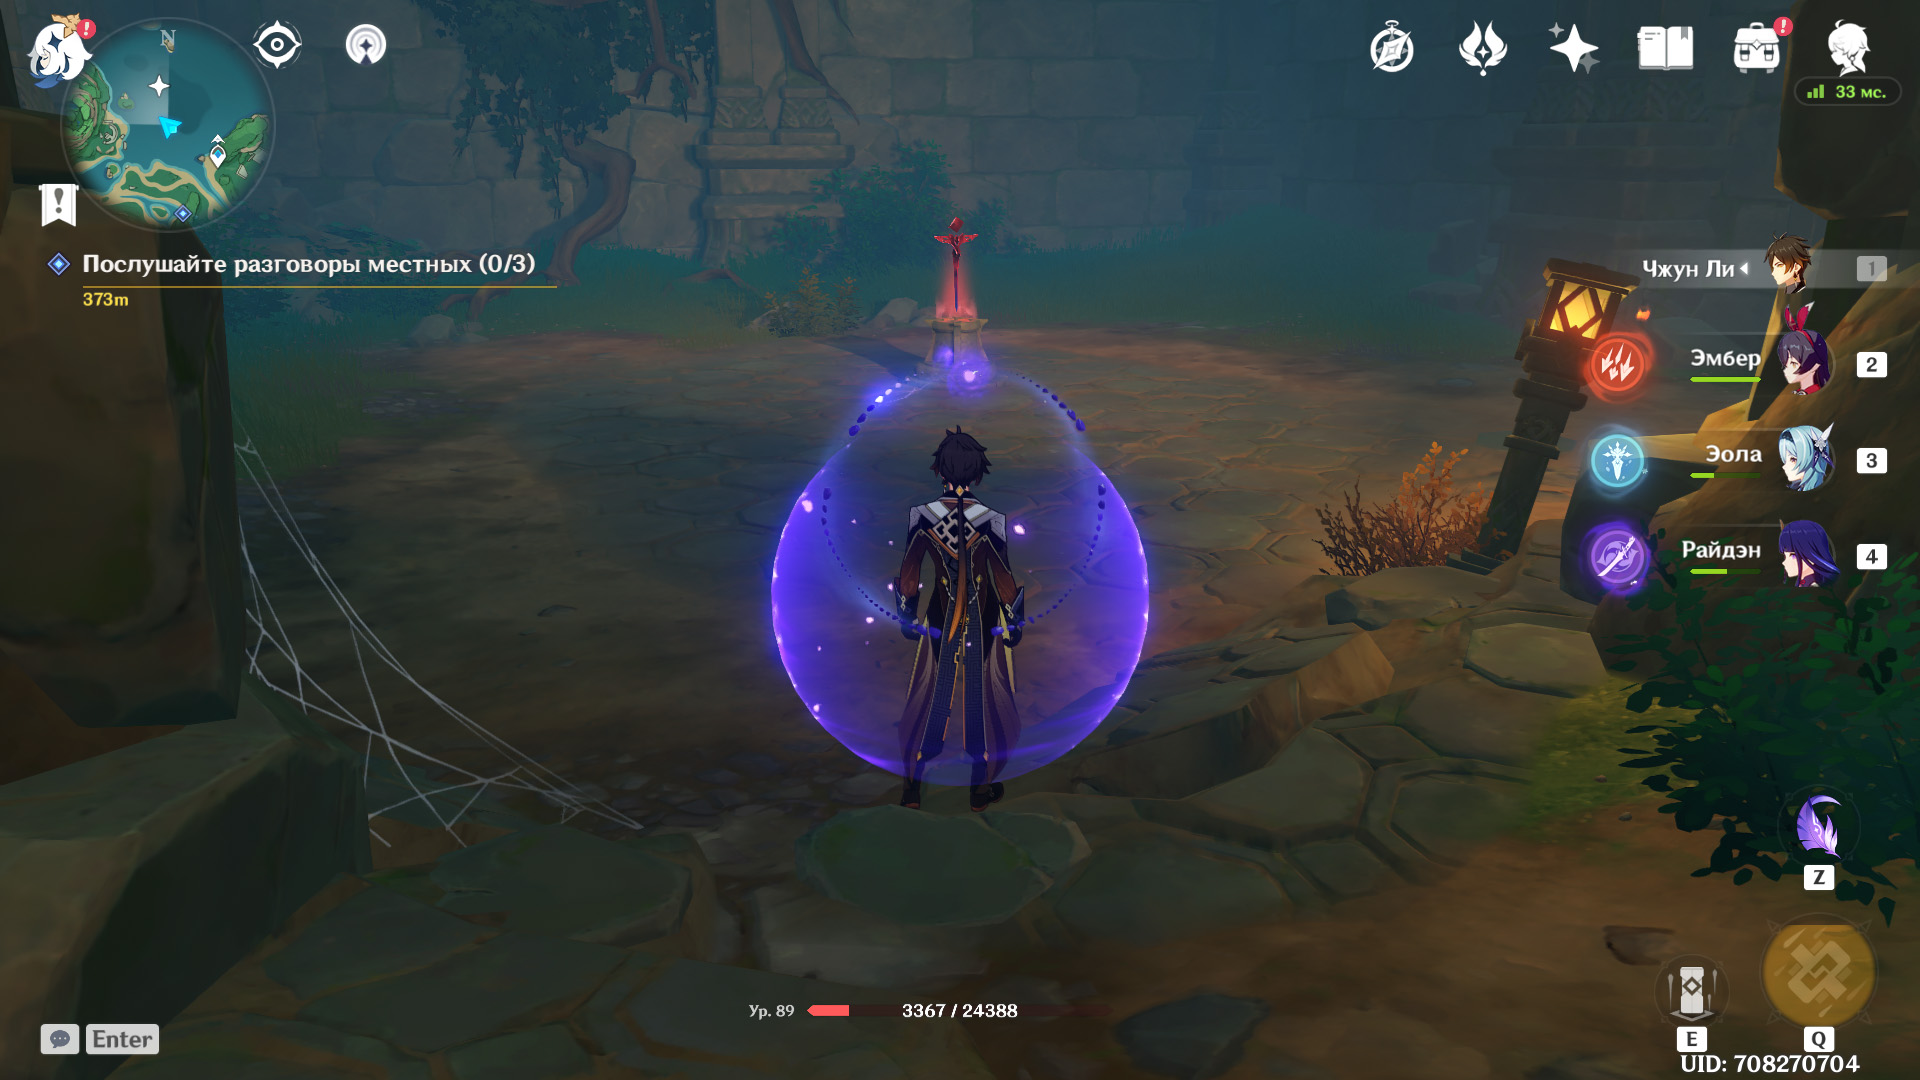 N
33 мс.
Послушайте разговоры местных (0/3)
373m
Чжун Ли
1
Эмбер
2
Эола
3
Райдэн
4
Z
Ур. 89
3367 / 24388
Enter
E
Q
UID: 708270704